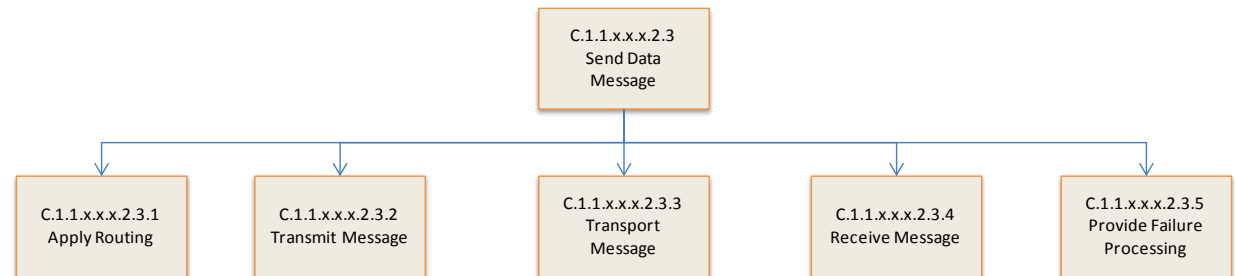 C.1.1.x.x.x.2.3
Send Data
Message
C.1.1.x.x.x.2.3.1
Apply Routing
C.1.1.x.x.x.2.3.2
Transmit Message
C.1.1.x.x.x.2.3.3
Transport
Message
C.1.1.x.x.x.2.3.4
Receive Message
C.1.1.x.x.x.2.3.5
Provide Failure
Processing